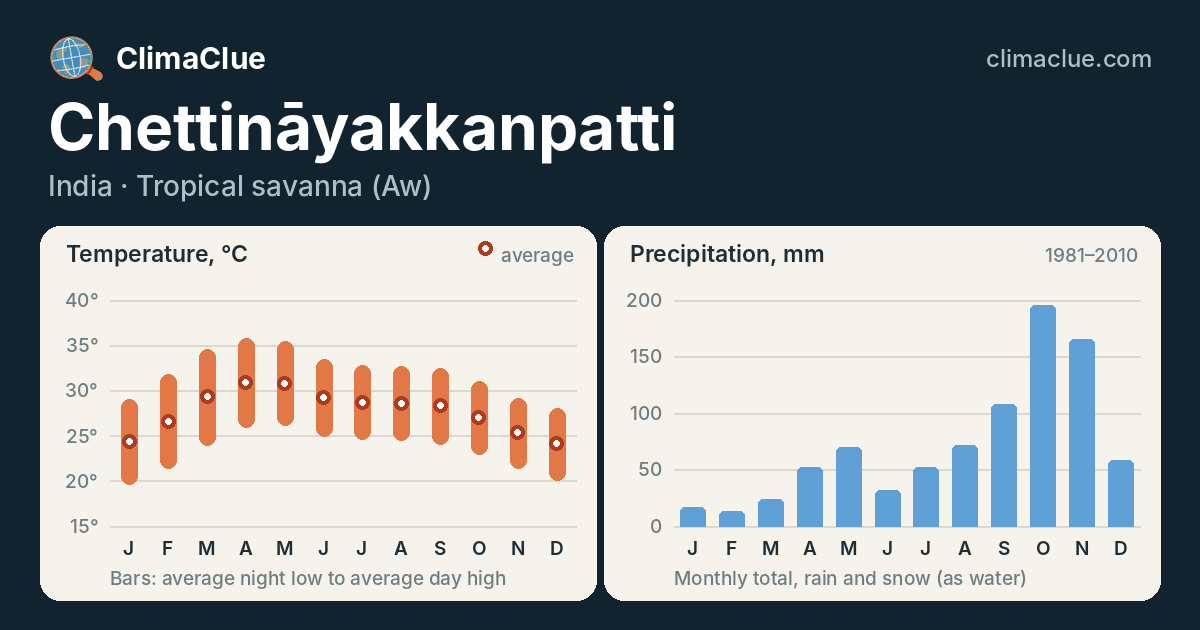 ClimaClue
climaclue.com
Chettināyakkanpatti
India · Tropical savanna (Aw)
Temperature, °C
average
40°
35°
30°
25°
20°
15°
J F M A M J J A S O N D
Bars: average night low to average day high
Precipitation, mm
1981–2010
200
150
100
50
0
J F M A M J J A S O N D
Monthly total, rain and snow (as water)